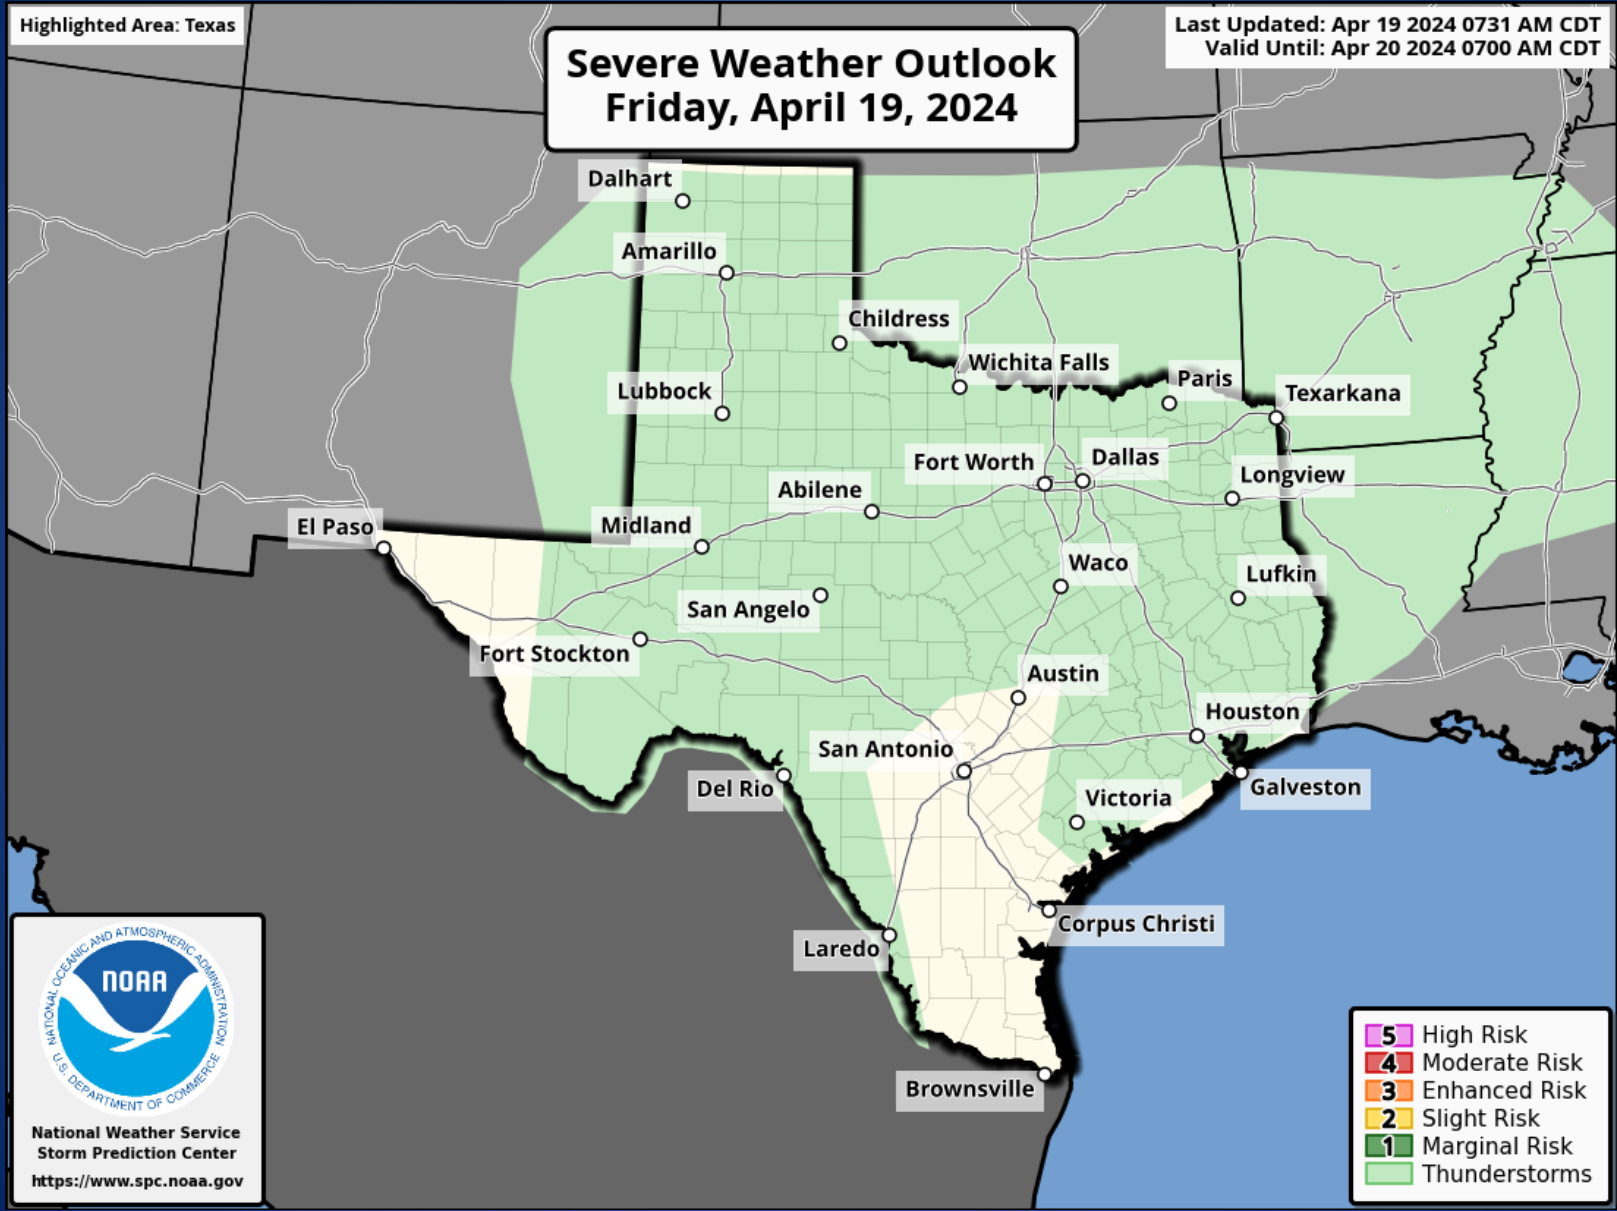 Highlighted Area: Texas
Severe Weather Outlook
Friday, April 19, 2024
Last Updated: Apr 19 2024 0731 AM CDT
Valid Until: Apr 20 2024 0700 AM CDT
Dalhart
Amarillo
Childress
Wichita Falls
Paris
Texarkana
Lubbock
Fort Worth
Dallas
Longview
Abilene
El Paso
Midland
Waco
Lufkin
San Angelo
Fort Stockton
Austin
Houston
San Antonio
Del Rio
Galveston
Victoria
Corpus Christi
Laredo
Brownsville
NATIONAL OCEANIC AND ATMOSPHERIC ADMINISTRATION
NOAA
U.S. DEPARTMENT OF COMMERCE
National Weather Service
Storm Prediction Center
https://www.spc.noaa.gov
5 High Risk
4 Moderate Risk
3 Enhanced Risk
2 Slight Risk
1 Marginal Risk
Thunderstorms